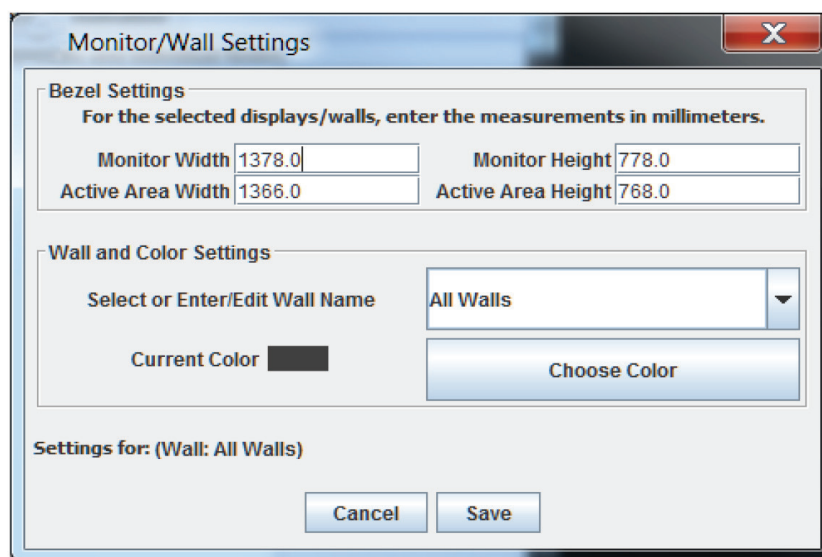 Monitor/Wall Settings
Bezel Settings
For the selected displays/walls, enter the measurements in millimeters.
Monitor Width 1378.0 Monitor Height 778.0
Active Area Width 1366.0 Active Area Height 768.0
Wall and Color Settings
Select or Enter/Edit Wall Name All Walls
Current Color Choose Color
Settings for: (Wall: All Walls)
Cancel Save